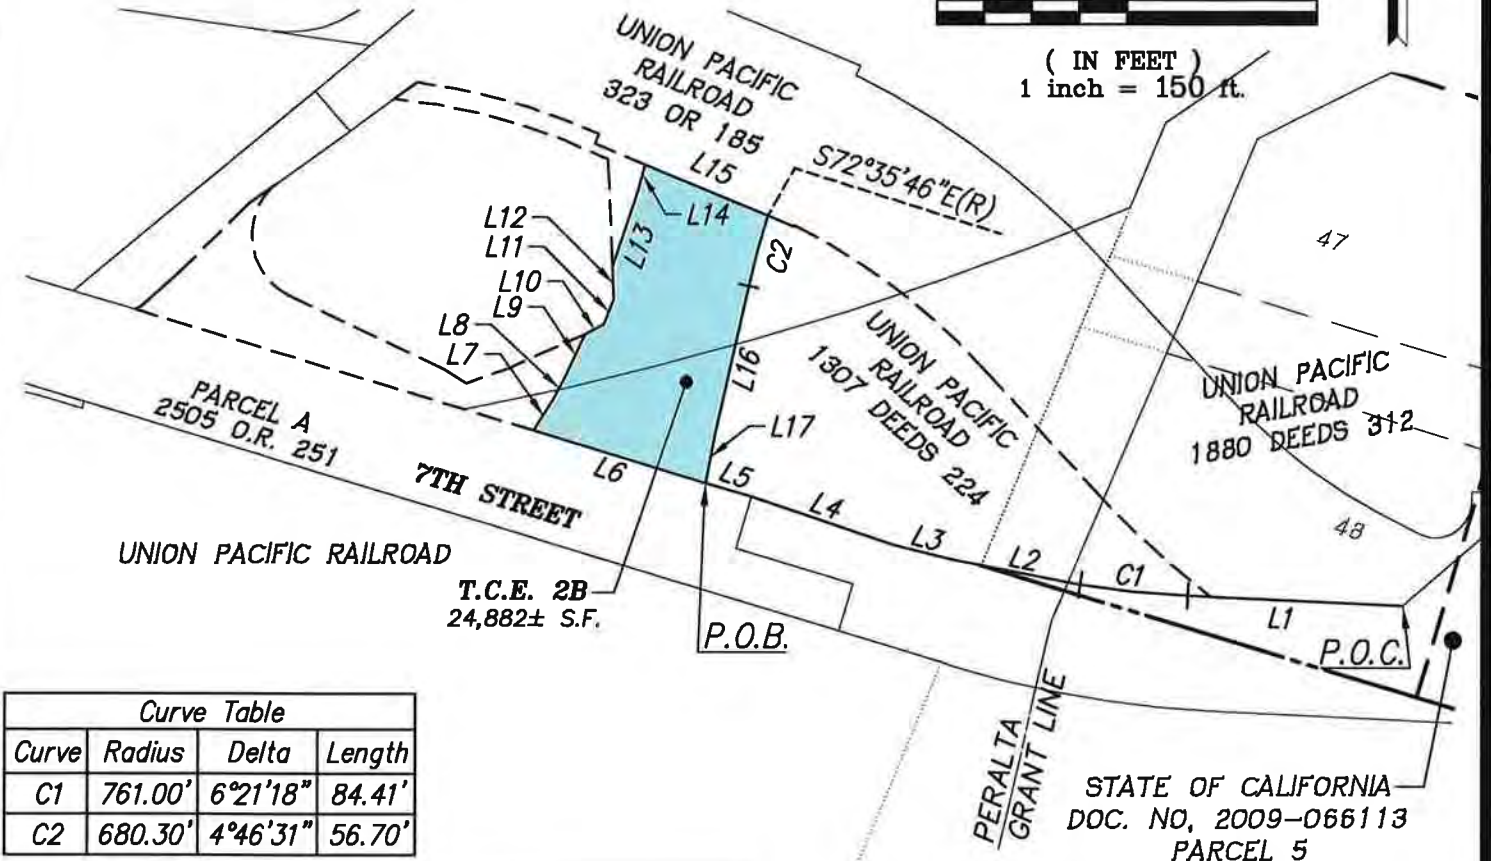 ( IN FEET )
1 inch = 150 ft.
UNION PACIFIC
RAILROAD
323 OR 185
L15
S72°35'46"E(R)
L14
L12
L11
L13
C2
L10
L9
L8
L7
L16
47
UNION PACIFIC
RAILROAD
1307 DEEDS 224
UNION PACIFIC
RAILROAD
1880 DEEDS 312
PARCEL A
2505 O.R. 251
7TH STREET
L6
L17
L5
L4
L3
L2
C1
L1
48
UNION PACIFIC RAILROAD
T.C.E. 2B
24,882± S.F.
P.O.B.
P.O.C.
PERALTA
GRANT LINE
STATE OF CALIFORNIA
DOC. NO, 2009-066113
PARCEL 5
Curve Table
Curve Radius Delta Length
C1 761.00' 6°21'18" 84.41'
C2 680.30' 4°46'31" 56.70'